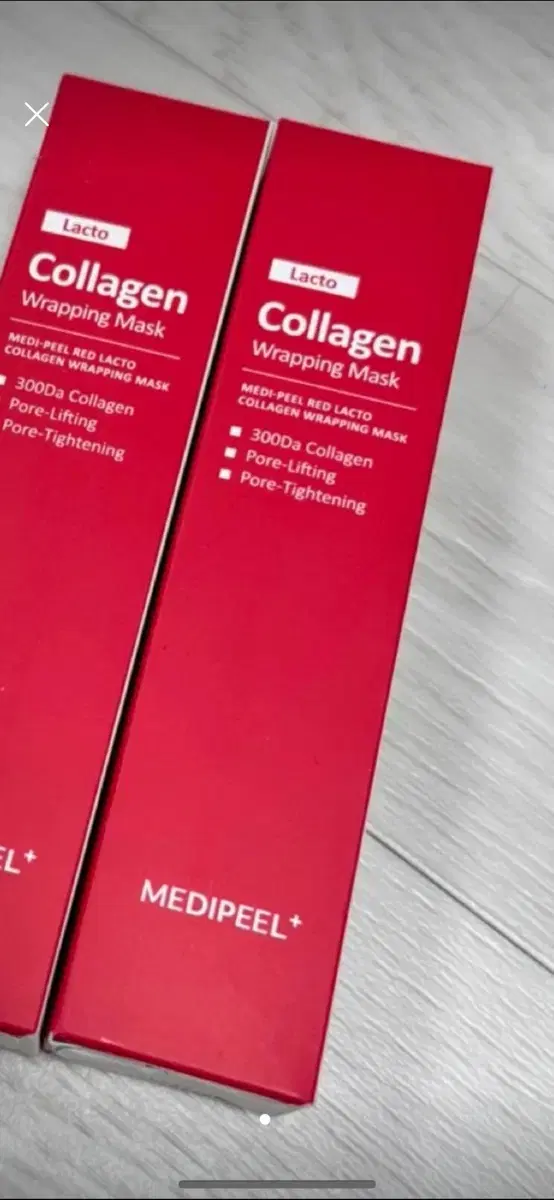 Lacto
Collagen
Wrapping Mask
MEDI-PEEL RED LACTO
COLLAGEN WRAPPING MASK
300Da Collagen
Pore-Lifting
Pore-Tightening
EL+
Lacto
Collagen
Wrapping Mask
MEDI-PEEL RED LACTO
COLLAGEN WRAPPING MASK
300Da Collagen
Pore-Lifting
Pore-Tightening
MEDIPEEL+